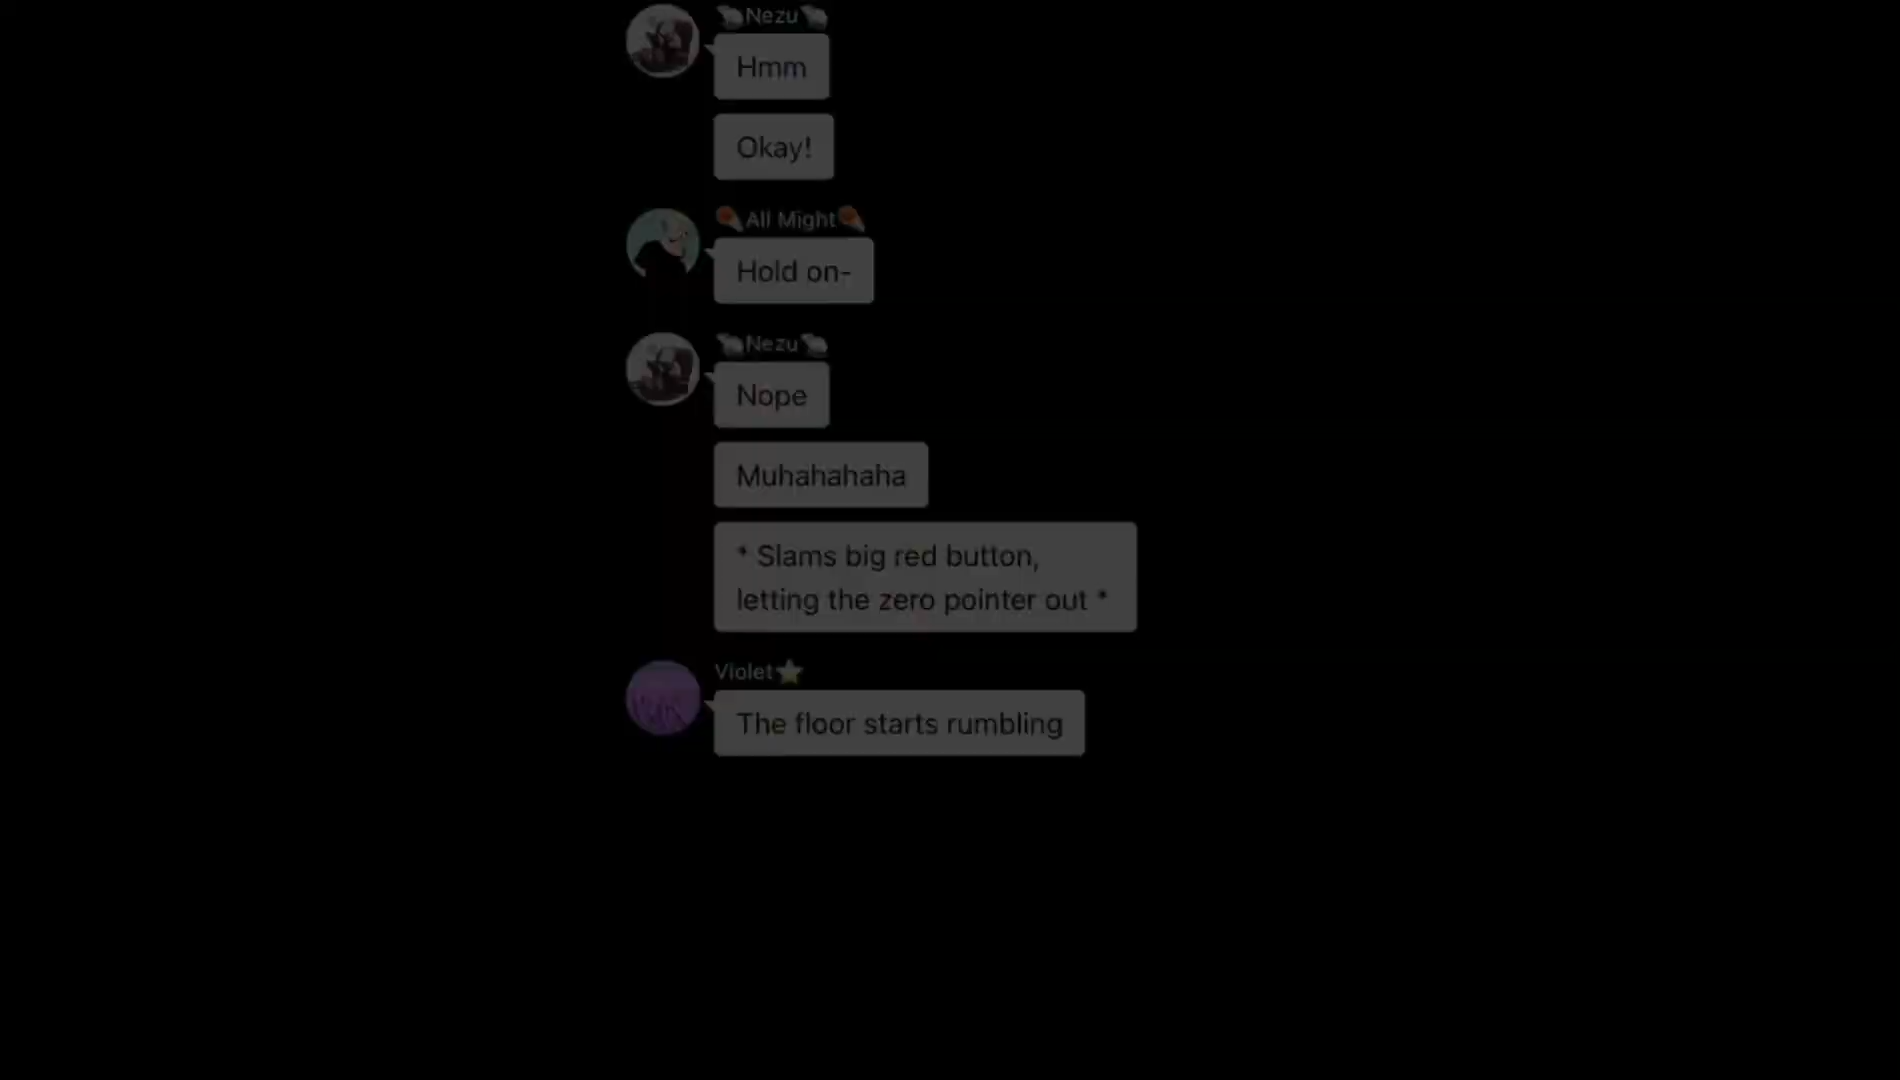 🐀Nezu🐀
Hmm
Okay!
☄️All Might☄️
Hold on-
🐀Nezu🐀
Nope
Muhahahaha
* Slams big red button,
letting the zero pointer out *
Violet⭐
The floor starts rumbling